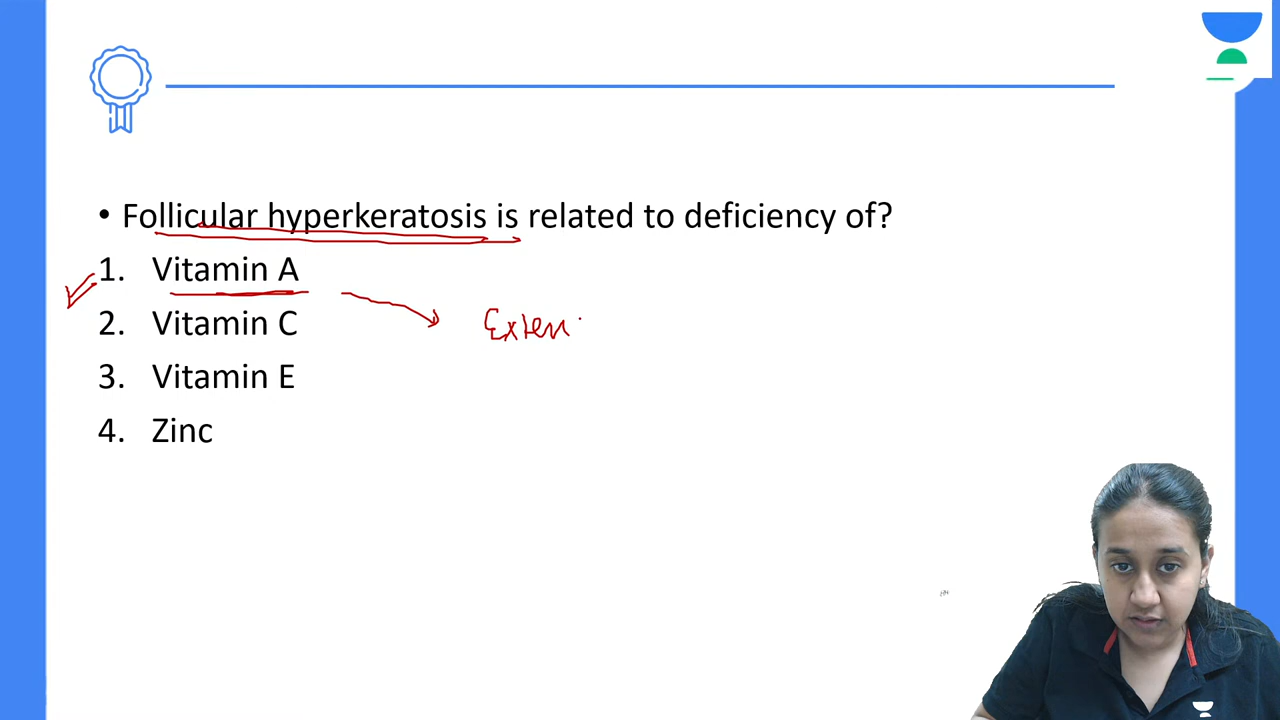 • Follicular hyperkeratosis is related to deficiency of?
1. Vitamin A
2. Vitamin C
Exten
3. Vitamin E
4. Zinc